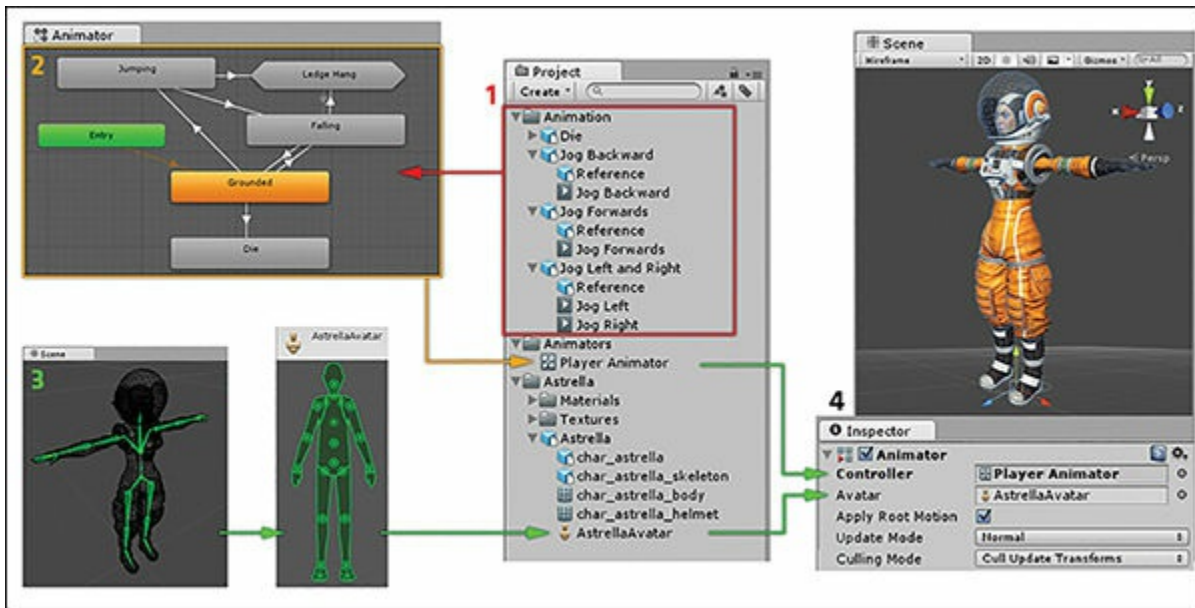 Animator
2
Jumping
Ledge Hang
Entry
Falling
Grounded
Die
Project
Create
1
Animation
Die
Jog Backward
Reference
Jog Backward
Jog Forwards
Reference
Jog Forwards
Jog Left and Right
Reference
Jog Left
Jog Right
Animators
Player Animator
Astrella
Materials
Textures
Astrella
char_astrella
char_astrella_skeleton
char_astrella_body
char_astrella_helmet
AstrellaAvatar
Scene
3
AstrellaAvatar
Scene
Wireframe 2D Gizmos All
y
x z
Persp
4
Inspector
Animator
Controller Player Animator
Avatar AstrellaAvatar
Apply Root Motion
Update Mode Normal
Culling Mode Cull Update Transforms